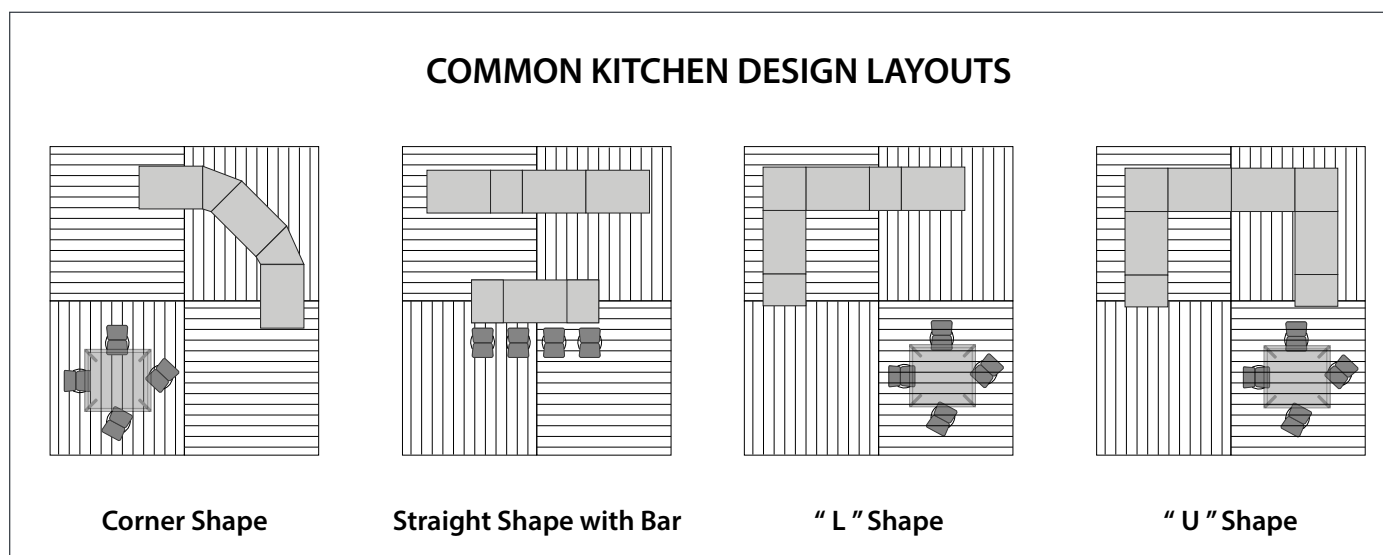 COMMON KITCHEN DESIGN LAYOUTS
Corner Shape
Straight Shape with Bar
“ L ” Shape
“ U ” Shape